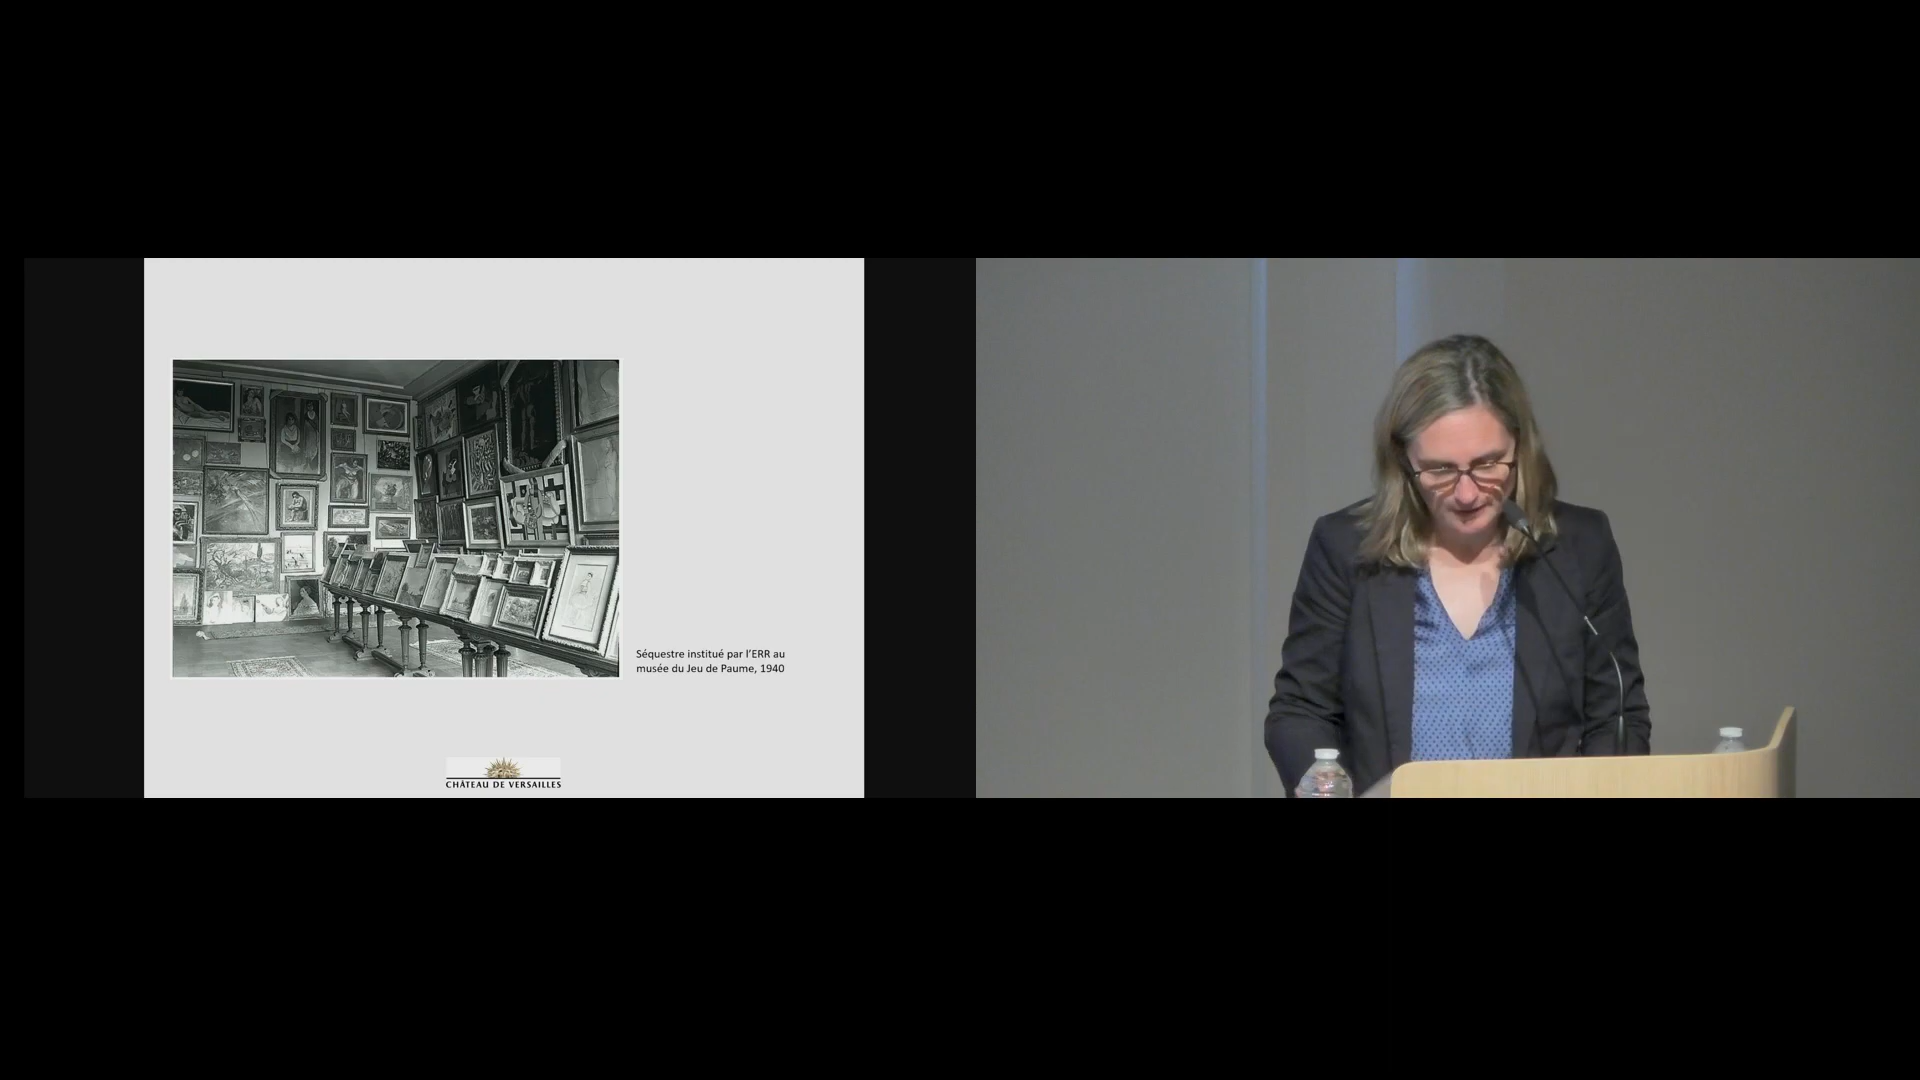 Séquestre institué par l’ERR au
musée du Jeu de Paume, 1940
CHÂTEAU DE VERSAILLES